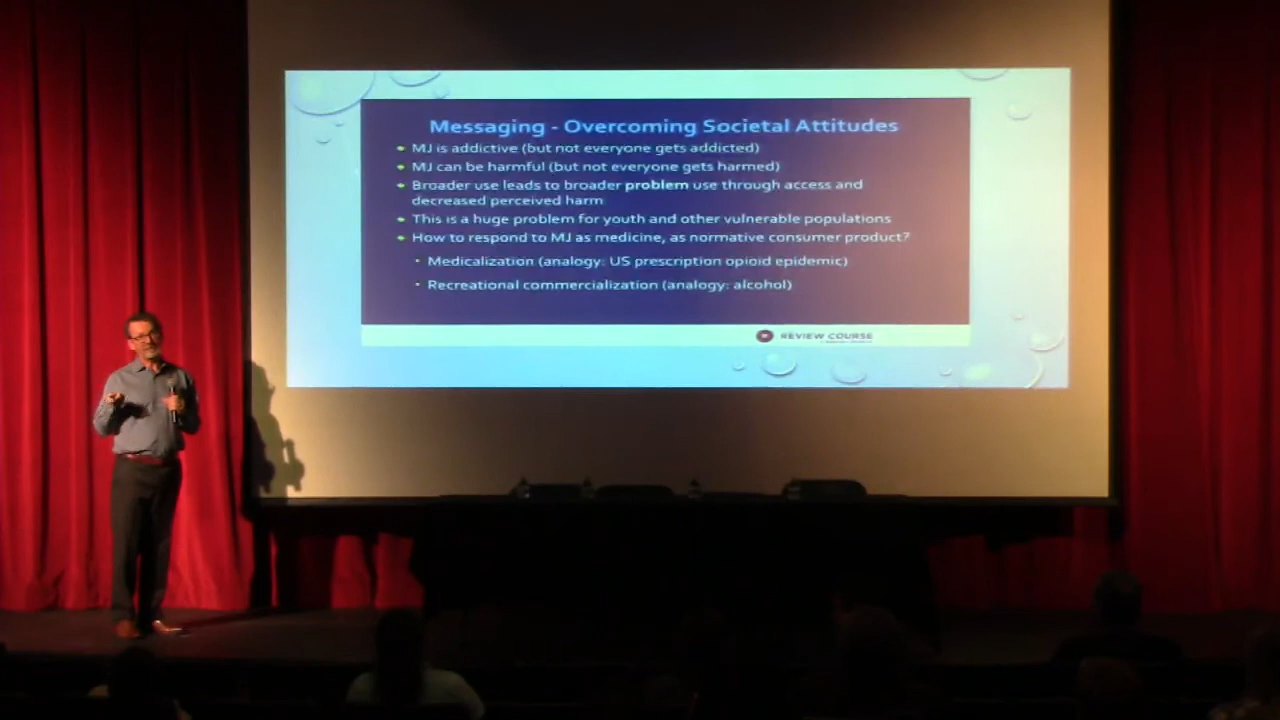 Messaging - Overcoming Societal Attitudes
MJ is addictive (but not everyone gets addicted)
MJ can be harmful (but not everyone gets harmed)
Broader use leads to broader problem use through access and
decreased perceived harm
This is a huge problem for youth and other vulnerable populations
How to respond to MJ as medicine, as normative consumer product?
Medicalization (analogy: US prescription opioid epidemic)
Recreational commercialization (analogy: alcohol)
REVIEW COURSE